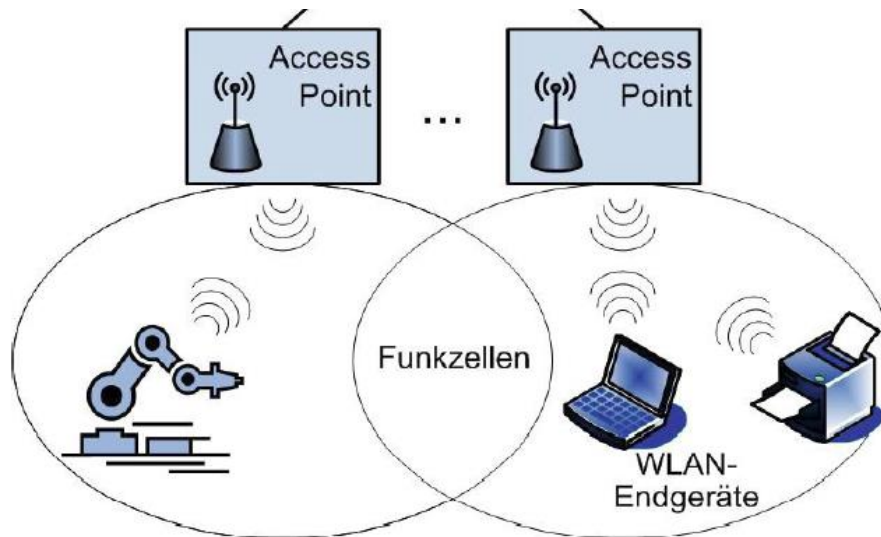 Access
Point
...
Access
Point
Funkzellen
WLAN-
Endgeräte